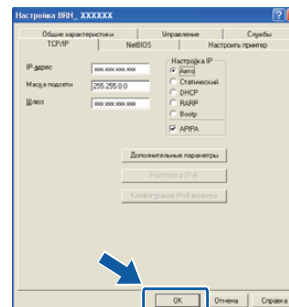 Настройка BRN_ XXXXXX
Общие характеристики
Управление
Службы
TCP/IP
NetBIOS
Настроить принтер
IP-адрес
XXX.XXX.XXX.XXX
Маска подсети
255.255.0.0
Шлюз
XXX.XXX.XXX.XXX
Настройка IP
Авто
Статический
DHCP
RARP
Bootp
APIPA
Дополнительные параметры
Настройка IPv6
Конфигурация IPv6-фильтра
OK
Отмена
Справка